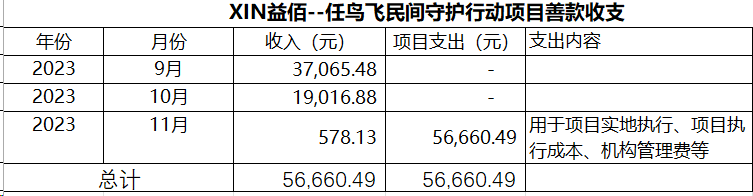 XIN益佰--任鸟飞民间守护行动项目善款收支
年份 月份 收入（元） 项目支出（元） 支出内容
2023 9月 37,065.48 -
2023 10月 19,016.88 -
2023 11月 578.13 56,660.49 用于项目实地执行、项目执
行成本、机构管理费等
总计 56,660.49 56,660.49